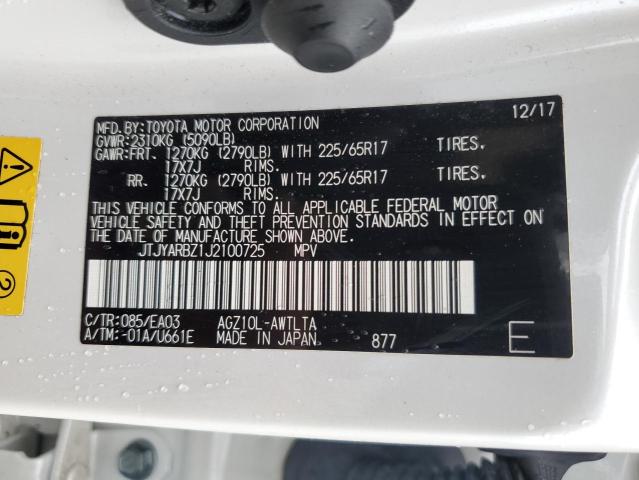 MFD.BY:TOYOTA MOTOR CORPORATION 12/17
GVWR:2310KG (5090LB)
GAWR:FRT. 1270KG (2790LB) WITH 225/65R17 TIRES.
17X7J RIMS.
RR. 1270KG (2790LB) WITH 225/65R17 TIRES.
17X7J RIMS.
THIS VEHICLE CONFORMS TO ALL APPLICABLE FEDERAL MOTOR
VEHICLE SAFETY AND THEFT PREVENTION STANDARDS IN EFFECT ON
THE DATE OF MANUFACTURE SHOWN ABOVE.
JTJYARBZ1J2100725 MPV
C/TR:085/EA03 AGZ10L-AWTLTA
A/TM:-01A/U661E MADE IN JAPAN 877 E
2